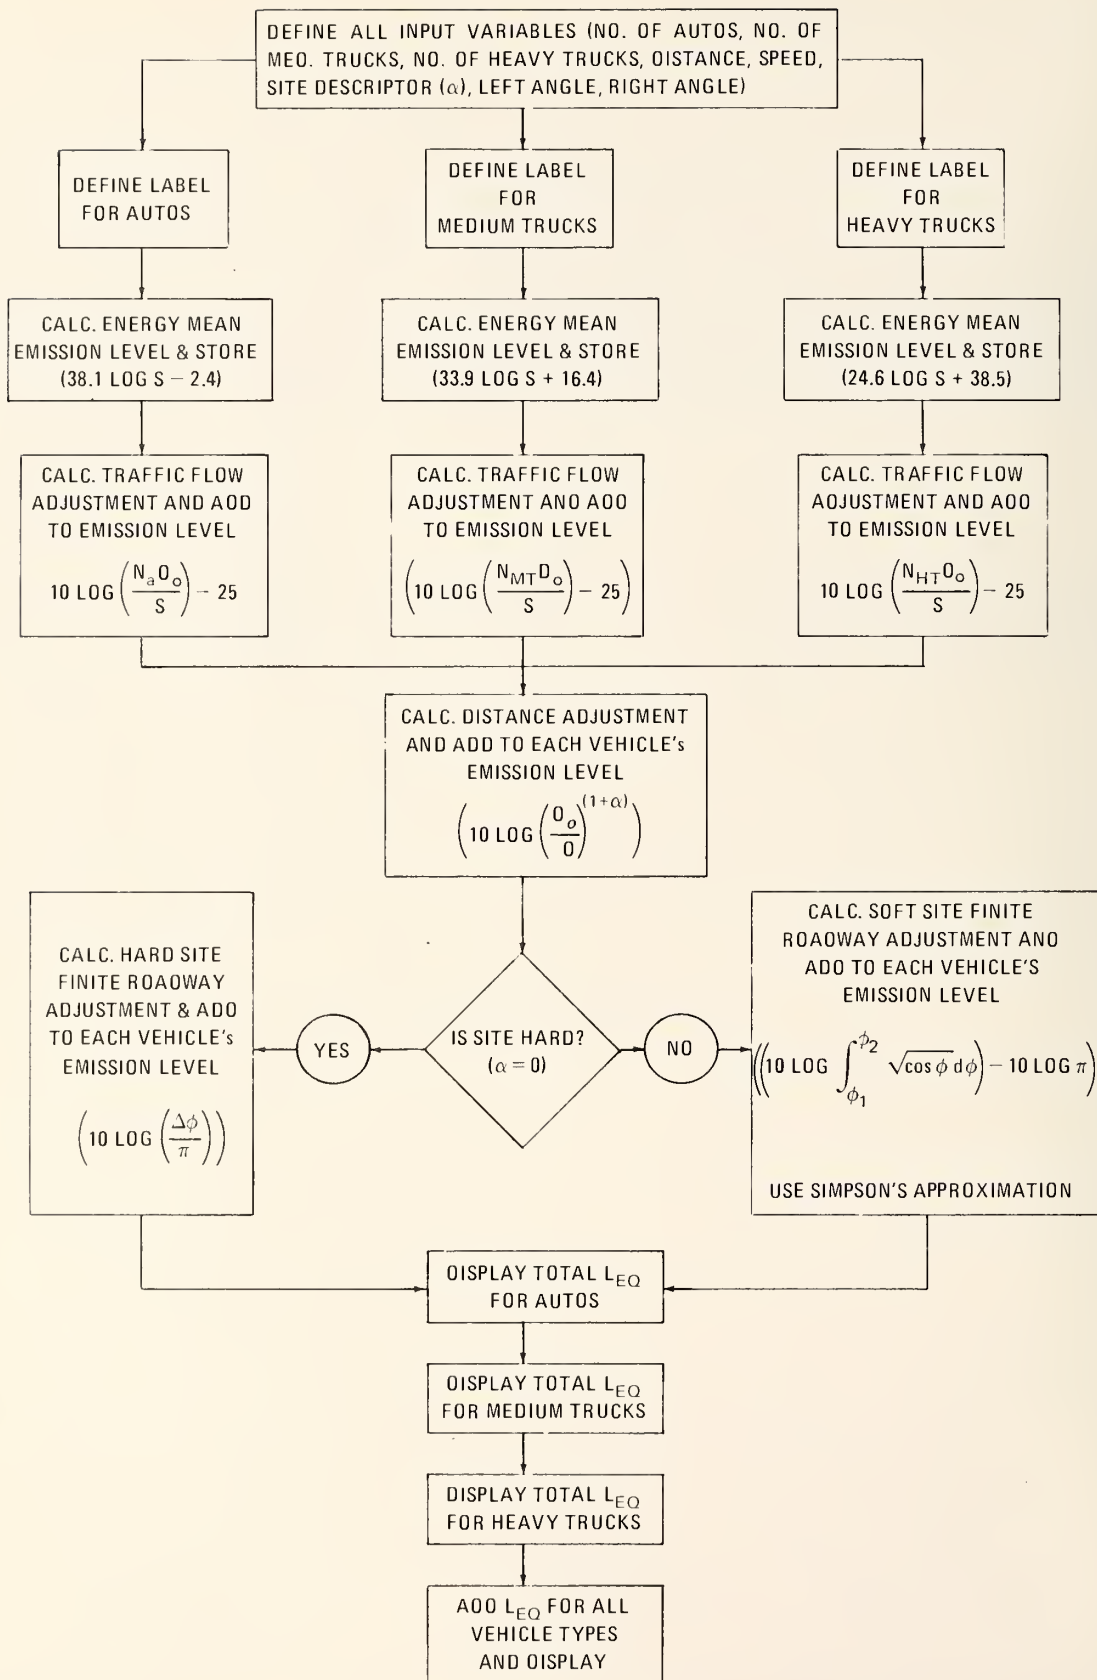 DEFINE ALL INPUT VARIABLES (NO. OF AUTOS, NO. OF
MEO. TRUCKS, NO. OF HEAVY TRUCKS, OISTANCE, SPEED,
SITE DESCRIPTOR (α), LEFT ANGLE, RIGHT ANGLE)
DEFINE LABEL
FOR AUTOS
DEFINE LABEL
FOR
MEDIUM TRUCKS
DEFINE LABEL
FOR
HEAVY TRUCKS
CALC. ENERGY MEAN
EMISSION LEVEL & STORE
(38.1 LOG S − 2.4)
CALC. ENERGY MEAN
EMISSION LEVEL & STORE
(33.9 LOG S + 16.4)
CALC. ENERGY MEAN
EMISSION LEVEL & STORE
(24.6 LOG S + 38.5)
CALC. TRAFFIC FLOW
ADJUSTMENT AND AOD
TO EMISSION LEVEL
10 LOG (NaOo/S) − 25
CALC. TRAFFIC FLOW
ADJUSTMENT ANO AOO
TO EMISSION LEVEL
(10 LOG (NMTDo/S) − 25)
CALC. TRAFFIC FLOW
AOJUSTMENT AND AOO
TO EMISSION LEVEL
10 LOG (NHTOo/S) − 25
CALC. DISTANCE ADJUSTMENT
AND ADD TO EACH VEHICLE's
EMISSION LEVEL
(10 LOG (Oo/O)(1+α))
CALC. HARD SITE
FINITE ROAOWAY
ADJUSTMENT & ADO
TO EACH VEHICLE's
EMISSION LEVEL
(10 LOG (Δϕ/π))
YES
IS SITE HARD?
(α = 0)
NO
CALC. SOFT SITE FINITE
ROAOWAY ADJUSTMENT ANO
ADO TO EACH VEHICLE'S
EMISSION LEVEL
((10 LOG ∫ϕ1ϕ2 √cos ϕ dϕ) − 10 LOG π)
USE SIMPSON'S APPROXIMATION
OISPLAY TOTAL LEQ
FOR AUTOS
OISPLAY TOTAL LEQ
FOR MEDIUM TRUCKS
DISPLAY TOTAL LEQ
FOR HEAVY TRUCKS
AOO LEQ FOR ALL
VEHICLE TYPES
AND OISPLAY